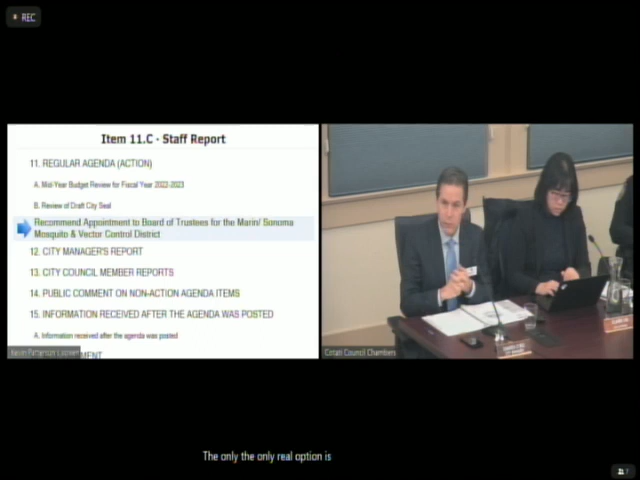 REC
Item 11.C - Staff Report
11. REGULAR AGENDA (ACTION)
A. Mid-Year Budget Review for Fiscal Year 2022-2023
B. Review of Draft City Seal
Recommend Appointment to Board of Trustees for the Marin/ Sonoma
Mosquito & Vector Control District
12. CITY MANAGER'S REPORT
13. CITY COUNCIL MEMBER REPORTS
14. PUBLIC COMMENT ON NON-ACTION AGENDA ITEMS
15. INFORMATION RECEIVED AFTER THE AGENDA WAS POSTED
A. Information received after the agenda was posted
Kevin Patterson
MENT
Cotati Council Chambers
The only the only real option is
7